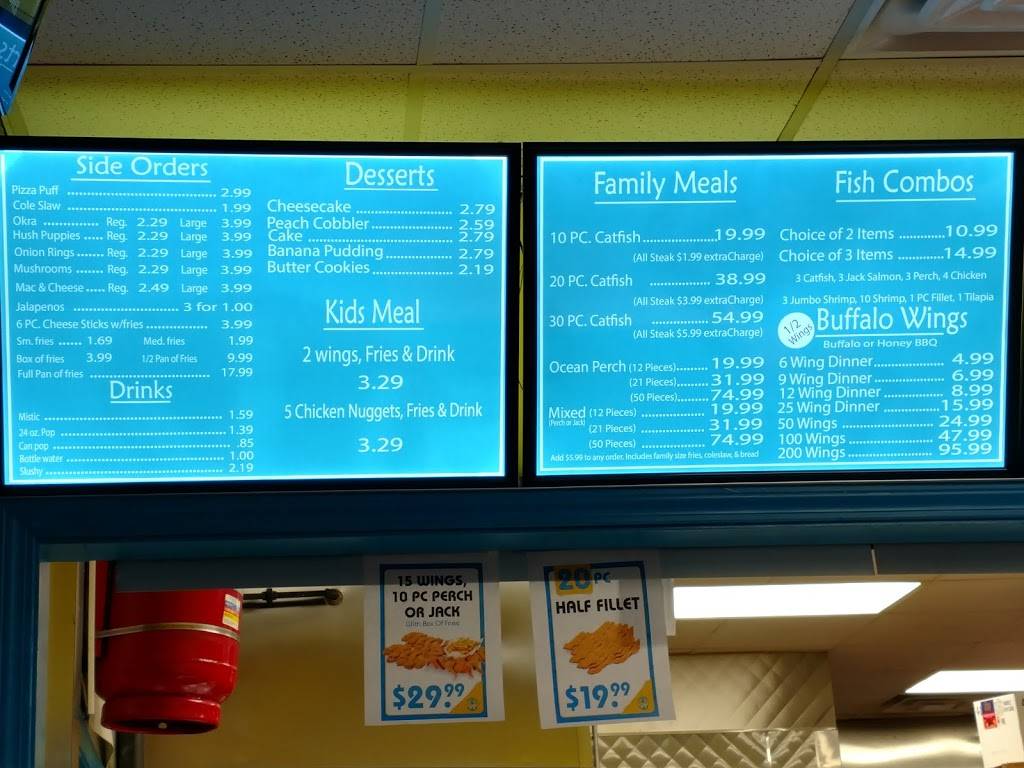 Side Orders
Pizza Puff ........ 2.99
Cole Slaw ........ 1.99
Okra ........ Reg. 2.29 Large 3.99
Hush Puppies ..... Reg. 2.29 Large 3.99
Onion Rings ...... Reg. 2.29 Large 3.99
Mushrooms ....... Reg. 2.29 Large 3.99
Mac & Cheese ..... Reg. 2.49 Large 3.99
Jalapenos ........ 3 for 1.00
6 PC. Cheese Sticks w/fries ........ 3.99
Sm. fries ...... 1.69 Med. fries 1.99
Box of fries 3.99 1/2 Pan of Fries 9.99
Full Pan of fries ........ 17.99
Drinks
Mistic ........ 1.59
24 oz. Pop ........ 1.39
Can pop ........ .85
Bottle water ........ 1.00
Slushy ........ 2.19
Desserts
Cheesecake ........ 2.79
Peach Cobbler ........ 2.59
Cake ........ 2.79
Banana Pudding ........ 2.79
Butter Cookies ........ 2.19
Kids Meal
2 wings, Fries & Drink
3.29
5 Chicken Nuggets, Fries & Drink
3.29
Family Meals
10 PC. Catfish ........ 19.99
(All Steak $1.99 extraCharge)
20 PC. Catfish ........ 38.99
(All Steak $3.99 extraCharge)
30 PC. Catfish ........ 54.99
(All Steak $5.99 extraCharge)
Ocean Perch (12 Pieces) ........ 19.99
(21 Pieces) ........ 31.99
(50 Pieces) ........ 74.99
Mixed (12 Pieces) ........ 19.99
(Perch or Jack)
(21 Pieces) ........ 31.99
(50 Pieces) ........ 74.99
Add $5.99 to any order. Includes family size fries, coleslaw, & bread
Fish Combos
Choice of 2 Items ........ 10.99
Choice of 3 Items ........ 14.99
3 Catfish, 3 Jack Salmon, 3 Perch, 4 Chicken
3 Jumbo Shrimp, 10 Shrimp, 1 PC Fillet, 1 Tilapia
1/2 Wings
Buffalo Wings
Buffalo or Honey BBQ
6 Wing Dinner ........ 4.99
9 Wing Dinner ........ 6.99
12 Wing Dinner ........ 8.99
25 Wing Dinner ........ 15.99
50 Wings ........ 24.99
100 Wings ........ 47.99
200 Wings ........ 95.99
15 WINGS,
10 PC PERCH
OR JACK
With Box Of Fries
$29.99
20 PC
HALF FILLET
$19.99